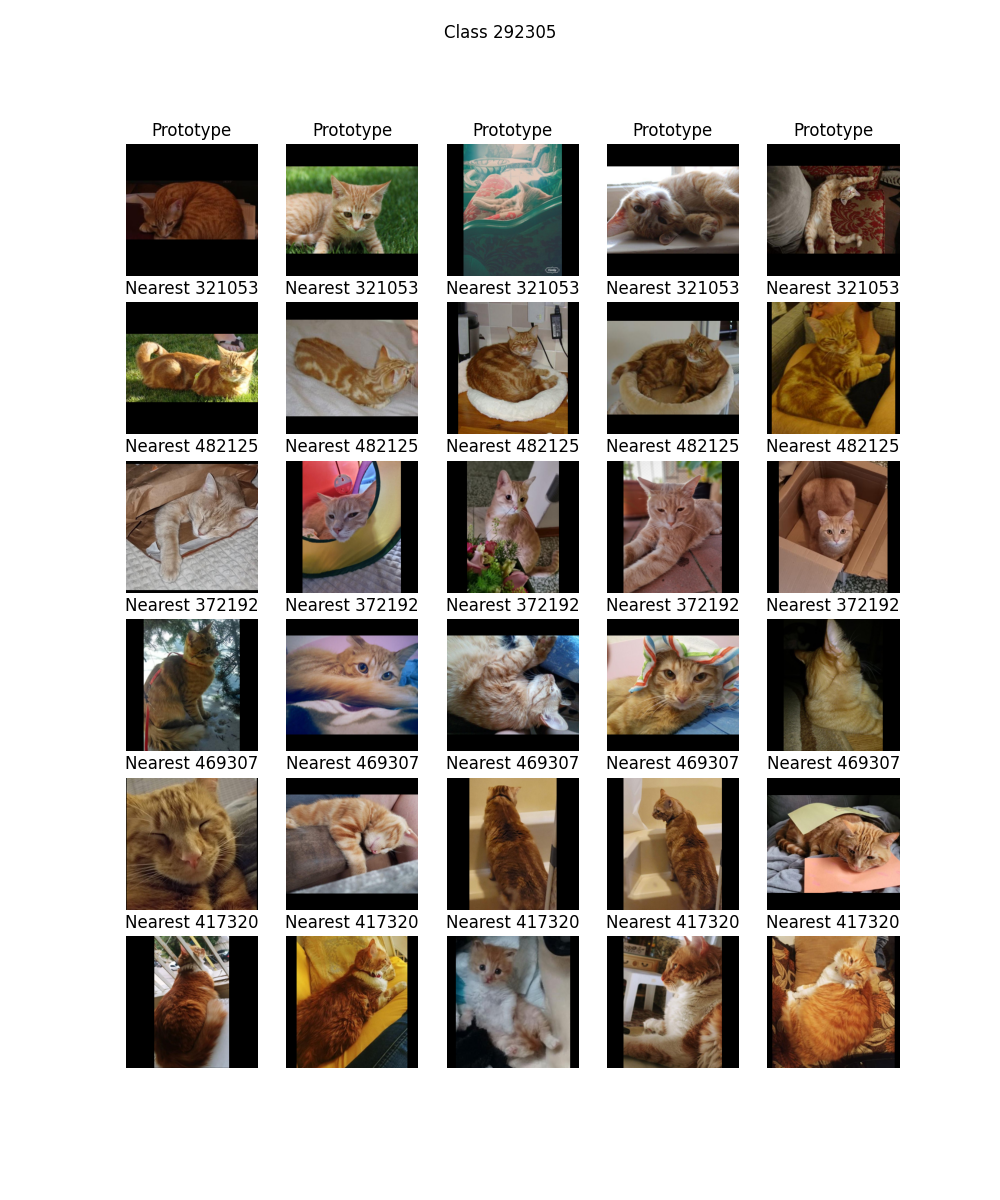 Class 292305
Prototype Prototype Prototype Prototype Prototype
Nearest 321053 Nearest 321053 Nearest 321053 Nearest 321053 Nearest 321053
Nearest 482125 Nearest 482125 Nearest 482125 Nearest 482125 Nearest 482125
Nearest 372192 Nearest 372192 Nearest 372192 Nearest 372192 Nearest 372192
Nearest 469307 Nearest 469307 Nearest 469307 Nearest 469307 Nearest 469307
Nearest 417320 Nearest 417320 Nearest 417320 Nearest 417320 Nearest 417320